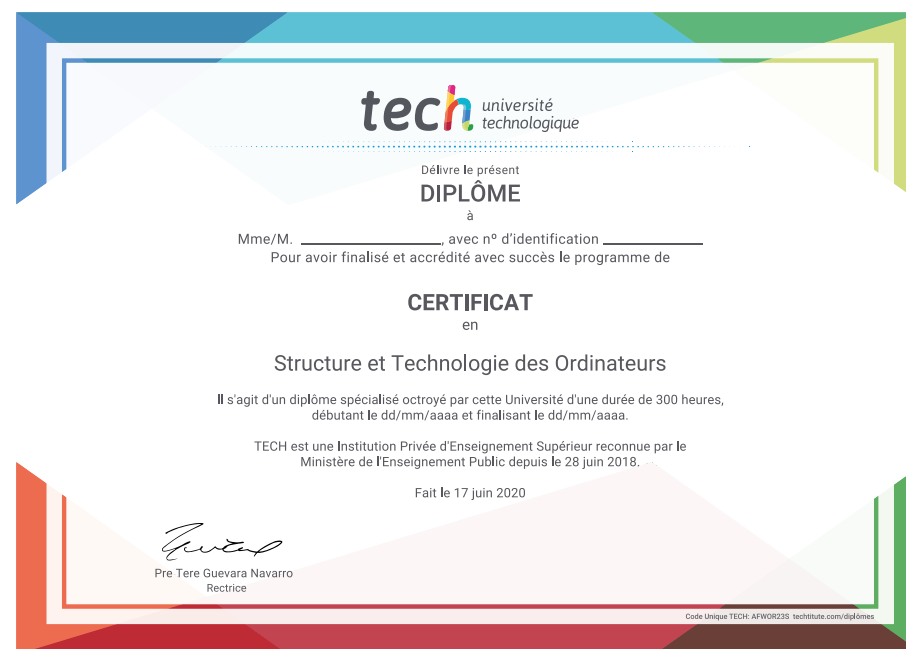 tech université
technologique
Délivre le présent
DIPLÔME
à
Mme/M. ____________________, avec nº d'identification ______________
Pour avoir finalisé et accrédité avec succès le programme de
CERTIFICAT
en
Structure et Technologie des Ordinateurs
Il s'agit d'un diplôme spécialisé octroyé par cette Université d'une durée de 300 heures,
débutant le dd/mm/aaaa et finalisant le dd/mm/aaaa.
TECH est une Institution Privée d'Enseignement Supérieur reconnue par le
Ministère de l'Enseignement Public depuis le 28 juin 2018.
Fait le 17 juin 2020
Pre Tere Guevara Navarro
Rectrice
Code Unique TECH: AFWOR23S techtitute.com/diplômes